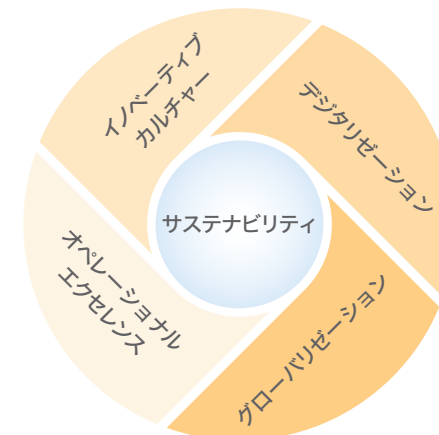 イノベーティブ
カルチャー
デジタリゼーション
サステナビリティ
オペレーショナル
エクセレンス
グローバリゼーション